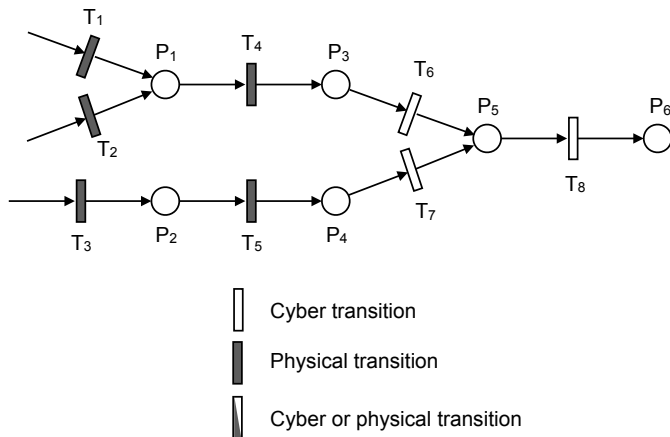 T1
P1
T4
P3
T6
P5
P6
T2
T8
T7
T3
P2
T5
P4
Cyber transition
Physical transition
Cyber or physical transition